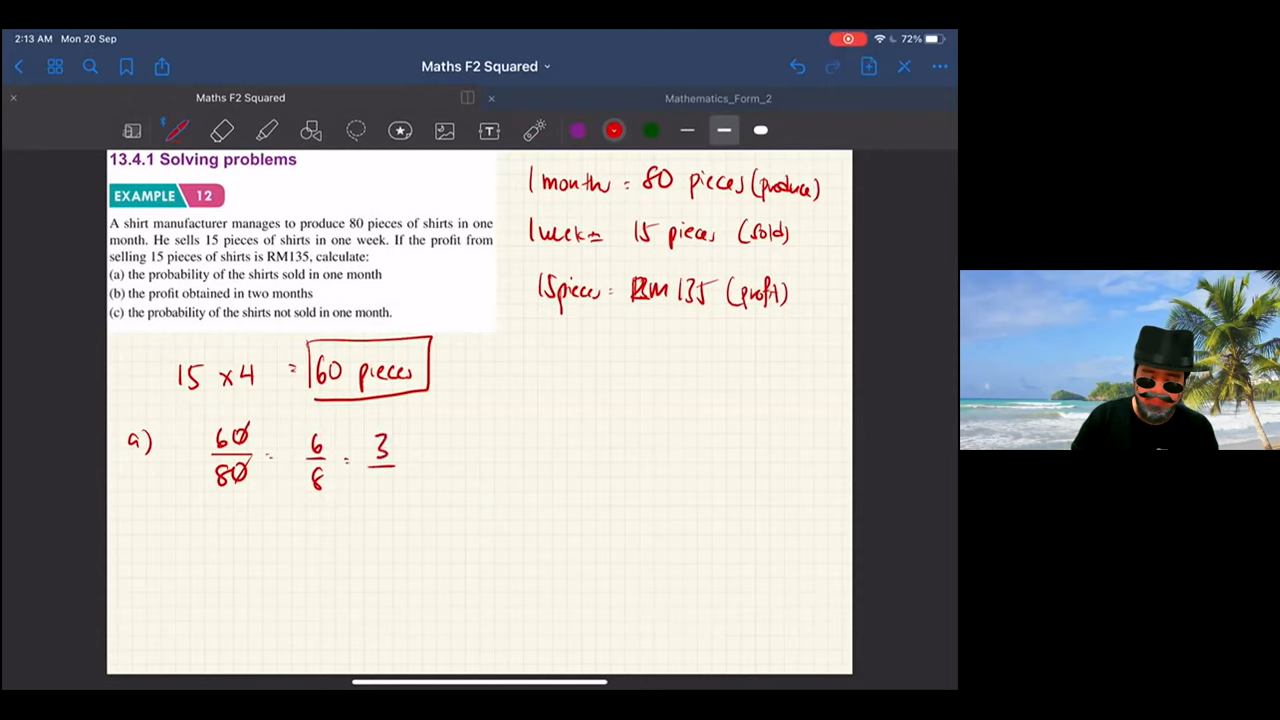 2:13 AM Mon 20 Sep
72%
Maths F2 Squared
Maths F2 Squared
Mathematics_Form_2
13.4.1 Solving problems
EXAMPLE 12
A shirt manufacturer manages to produce 80 pieces of shirts in one
month. He sells 15 pieces of shirts in one week. If the profit from
selling 15 pieces of shirts is RM135, calculate:
(a) the probability of the shirts sold in one month
(b) the profit obtained in two months
(c) the probability of the shirts not sold in one month.
1 month = 80 pieces (produce)
1 week = 15 pieces (sold)
15 pieces = RM 135 (profit)
15 x 4 = 60 pieces
a) 60/80 = 6/8 = 3